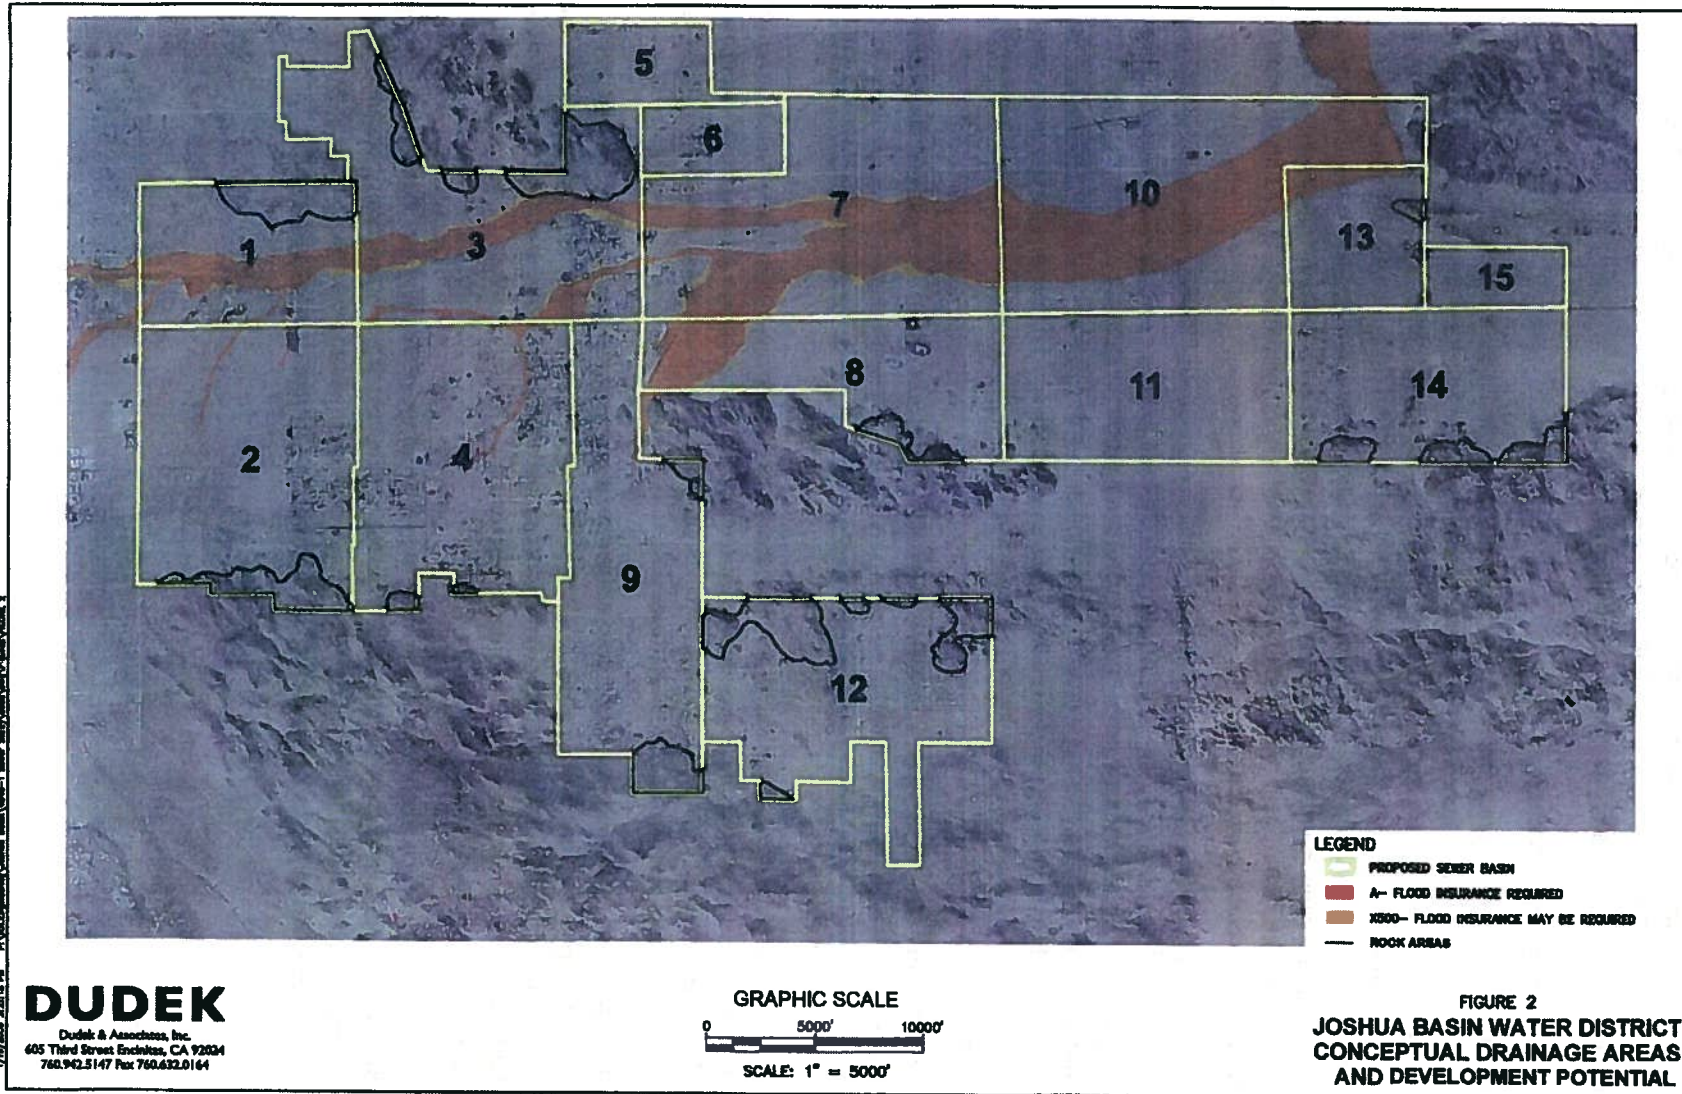 5
6
7
10
1
3
13
15
8
11
14
2
4
9
12
LEGEND
PROPOSED SEWER BASIN
A- FLOOD INSURANCE REQUIRED
X500- FLOOD INSURANCE MAY BE REQUIRED
ROCK AREAS
DUDEK
Dudek & Associates, Inc.
605 Third Street Encinitas, CA 92024
760.942.5147 Fax 760.632.0164
GRAPHIC SCALE
0 5000' 10000'
SCALE: 1" = 5000'
FIGURE 2
JOSHUA BASIN WATER DISTRICT
CONCEPTUAL DRAINAGE AREAS
AND DEVELOPMENT POTENTIAL